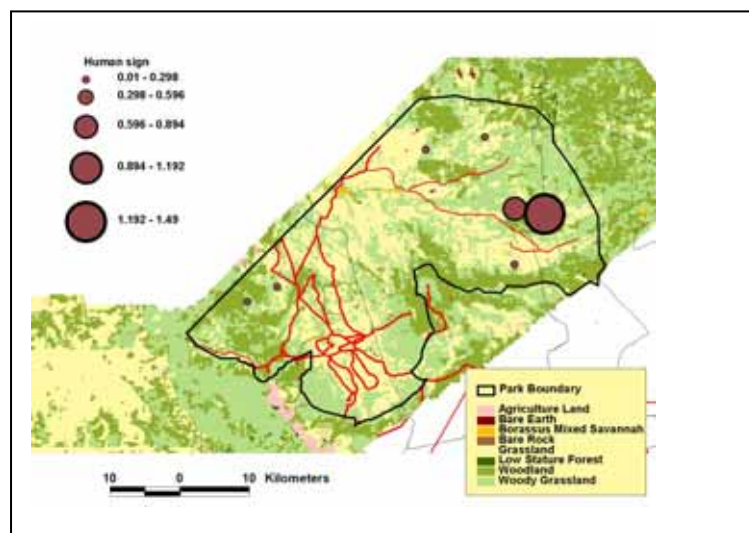 Human sign
0.01 - 0.298
0.298 - 0.596
0.596 - 0.894
0.894 - 1.192
1.192 - 1.49
10 0 10 Kilometers
Park Boundary
Agriculture Land
Bare Earth
Borassus Mixed Savannah
Bare Rock
Grassland
Low Stature Forest
Woodland
Woody Grassland